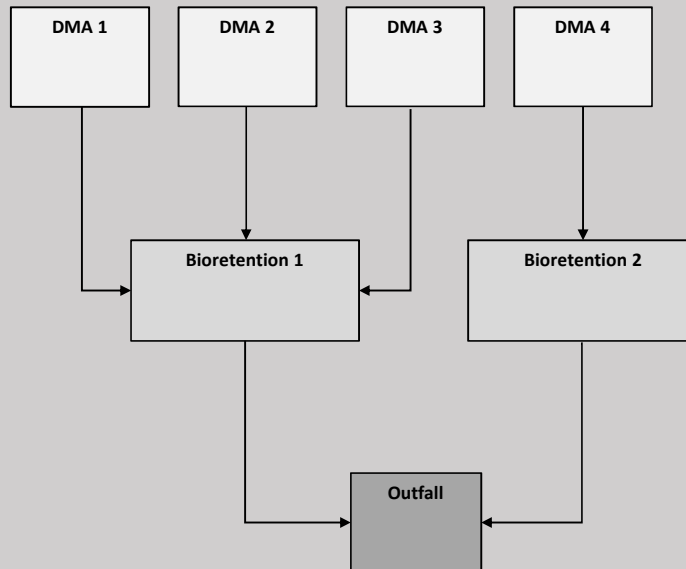 DMA 1
DMA 2
DMA 3
DMA 4
Bioretention 1
Bioretention 2
Outfall